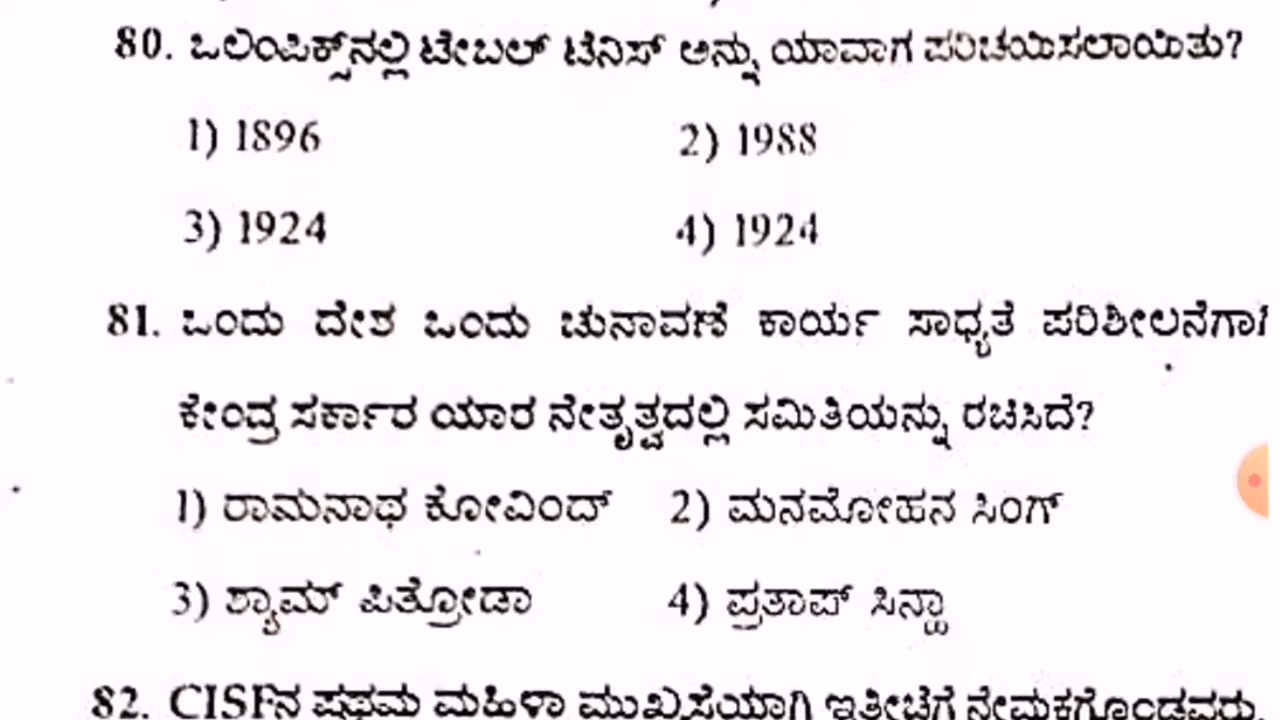 80. ಒಲಿಂಪಿಕ್ಸ್‌ನಲ್ಲಿ ಟೇಬಲ್ ಟೆನಿಸ್ ಅನ್ನು ಯಾವಾಗ ಪರಿಚಯಿಸಲಾಯಿತು?
1) 1896 2) 1988
3) 1924 4) 1924
81. ಒಂದು ದೇಶ ಒಂದು ಚುನಾವಣೆ ಕಾರ್ಯ ಸಾಧ್ಯತೆ ಪರಿಶೀಲನೆಗಾ
ಕೇಂದ್ರ ಸರ್ಕಾರ ಯಾರ ನೇತೃತ್ವದಲ್ಲಿ ಸಮಿತಿಯನ್ನು ರಚಿಸಿದೆ?
1) ರಾಮನಾಥ ಕೋವಿಂದ್ 2) ಮನಮೋಹನ ಸಿಂಗ್
3) ಶ್ಯಾಮ್ ಪಿತ್ರೋಡಾ 4) ಪ್ರತಾಪ್ ಸಿನ್ಹಾ
82. CISFನ ಪ್ರಥಮ ಮಹಿಳಾ ಮುಖ್ಯಸ್ಥೆಯಾಗಿ ಇತ್ತೀಚೆಗೆ ನೇಮಕಗೊಂಡವರು.